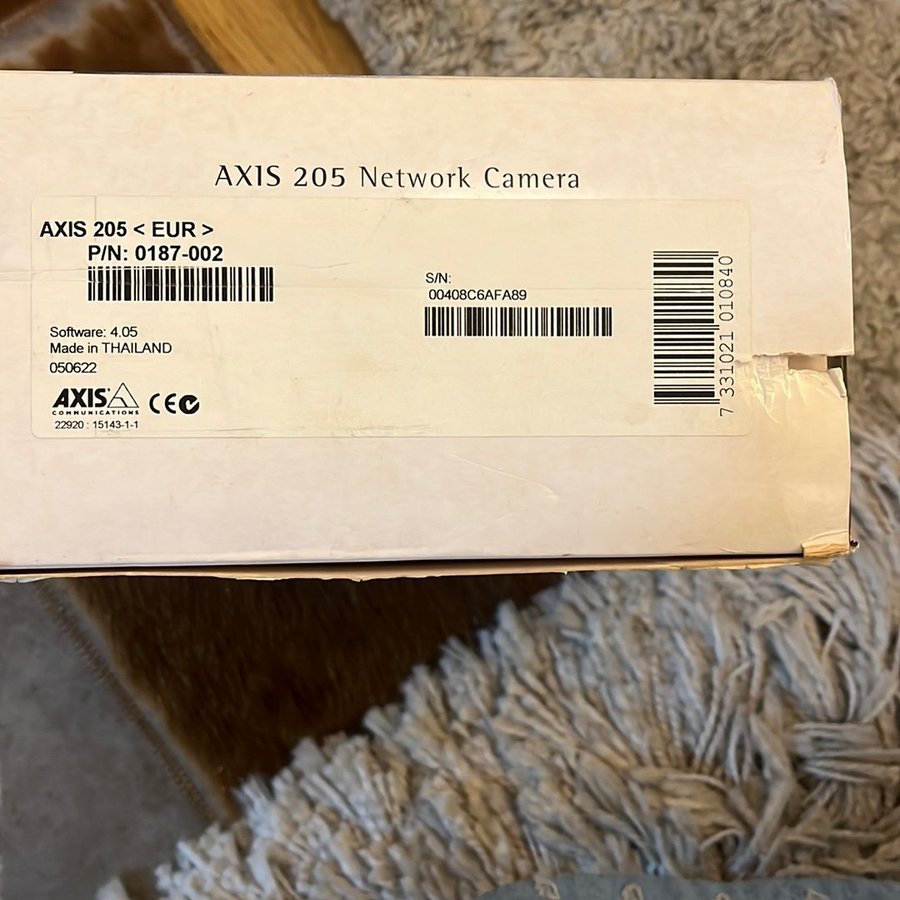 AXIS 205 Network Camera
AXIS 205 < EUR >
P/N: 0187-002
S/N:
00408C6AFA89
Software: 4.05
Made in THAILAND
050622
AXIS
COMMUNICATIONS
CE
22920 : 15143-1-1
7 331021 010840